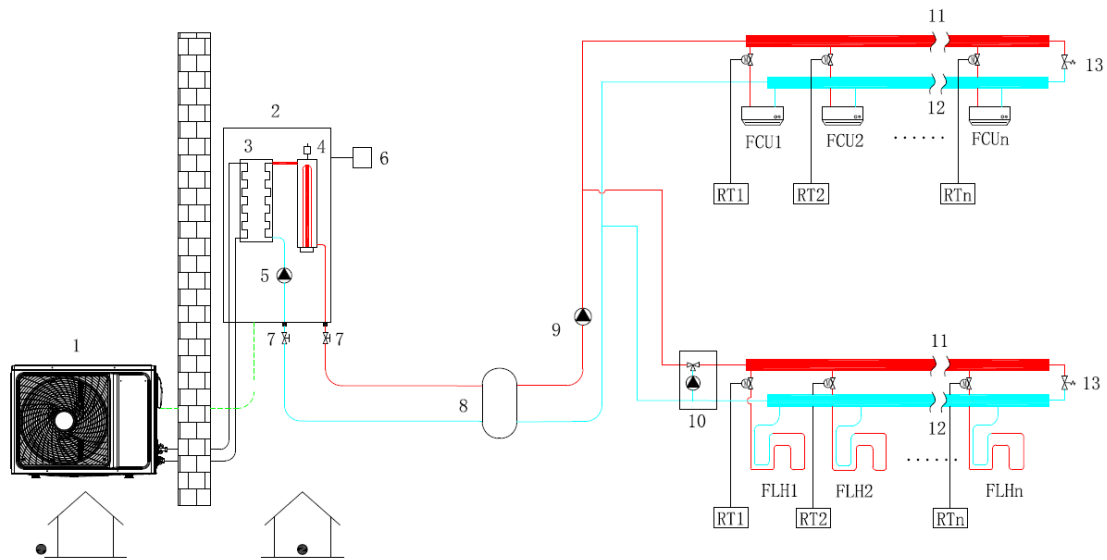 11
13
12
2
3
4
6
FCU1
FCU2
......
FCUn
RT1
RT2
RTn
5
9
7
7
1
8
11
13
10
12
FLH1
FLH2
......
FLHn
RT1
RT2
RTn